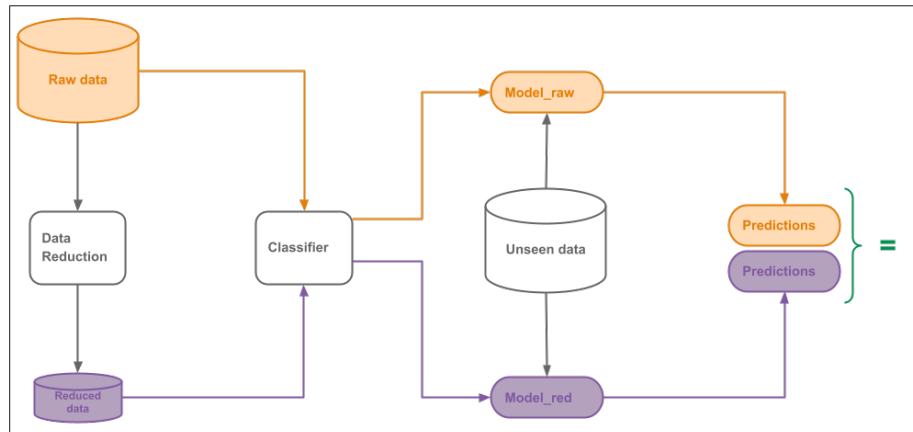 Raw data
Model_raw
Data
Reduction
Classifier
Unseen data
Predictions
Predictions
=
Reduced
data
Model_red